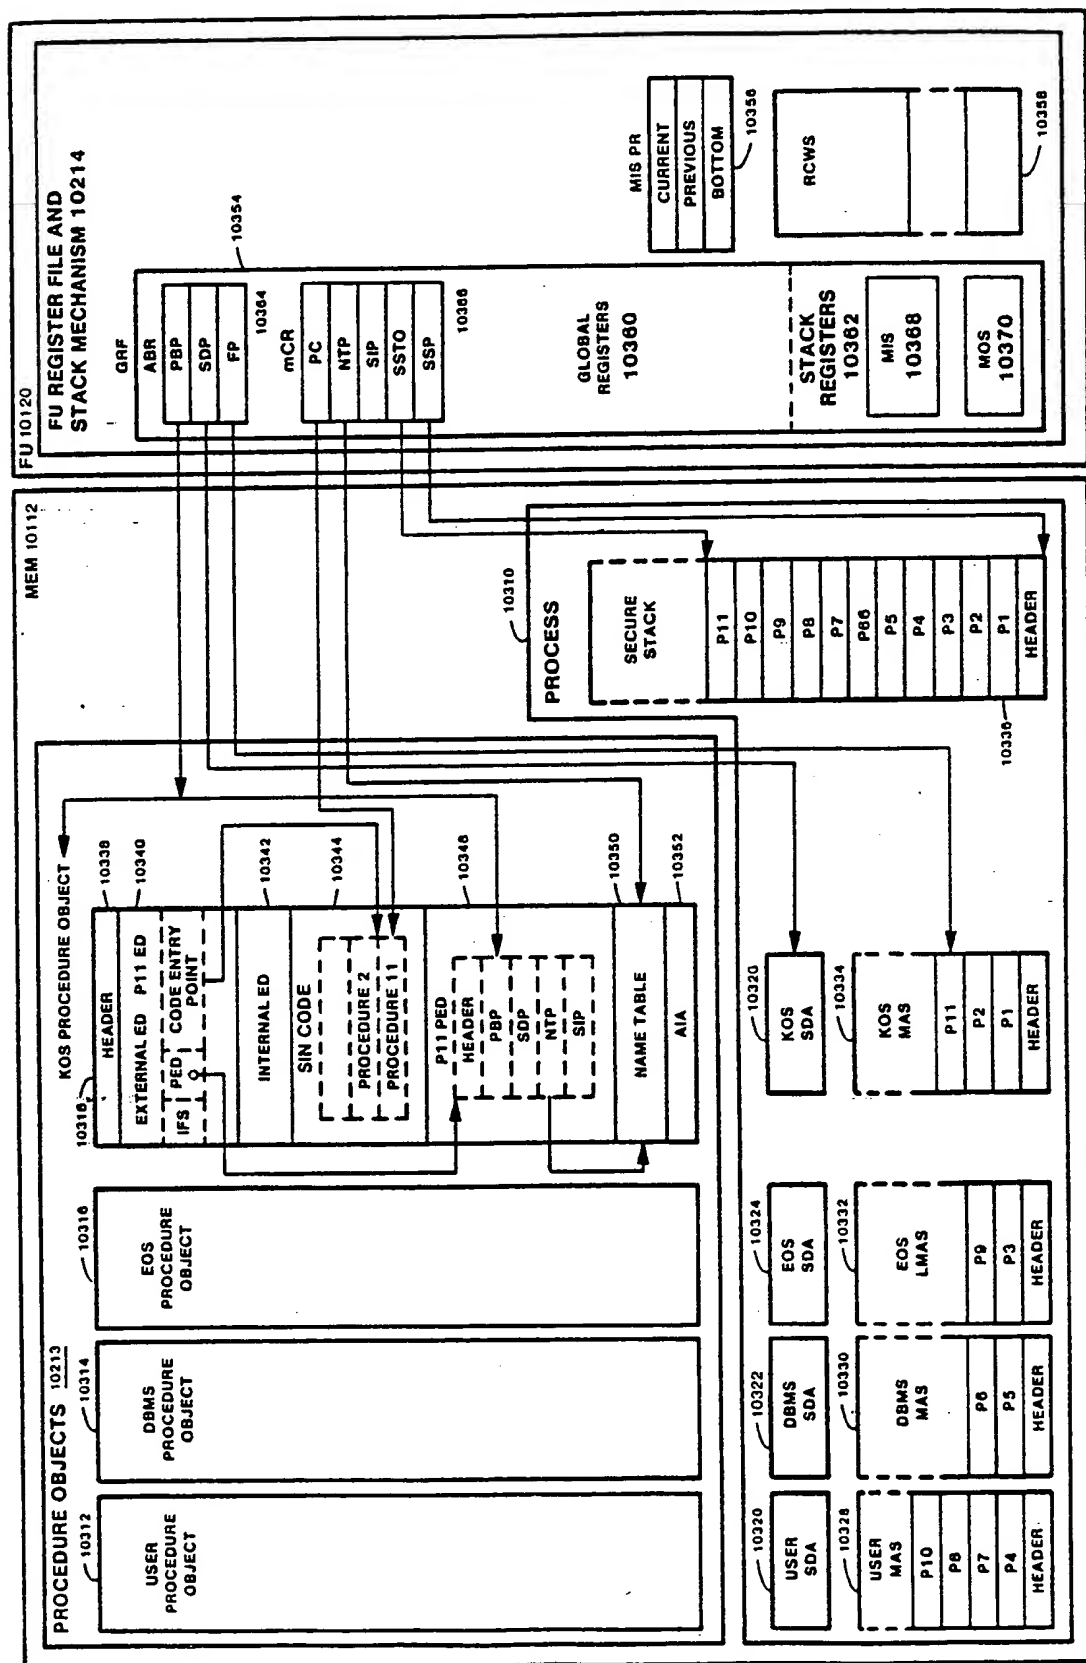 PROCEDURE OBJECTS 10213
10312
USER
PROCEDURE
OBJECT
10314
DBMS
PROCEDURE
OBJECT
10316
EOS
PROCEDURE
OBJECT
KOS PROCEDURE OBJECT
10318
HEADER
10338
EXTERNAL ED P11 ED
10340
IFS
PED
CODE ENTRY
POINT
INTERNAL ED
10342
SIN CODE
10344
PROCEDURE 2
PROCEDURE 11
P11 PED
10348
HEADER
PBP
SDP
NTP
SIP
NAME TABLE
10350
AIA
10352
MEM 10112
10320
USER
SDA
10322
DBMS
SDA
10324
EOS
SDA
10320
KOS
SDA
10328
USER
MAS
P10
P8
P7
P4
HEADER
10330
DBMS
MAS
P6
P5
HEADER
10332
EOS
LMAS
P9
P3
HEADER
10334
KOS
MAS
P11
P2
P1
HEADER
10310
PROCESS
SECURE
STACK
P11
P10
P9
P8
P7
P66
P5
P4
P3
P2
P1
HEADER
10336
FU 10120
FU REGISTER FILE AND
STACK MECHANISM 10214
GRF
10354
ABR
PBP
SDP
FP
10364
mCR
PC
NTP
SIP
SSTO
SSP
10366
GLOBAL
REGISTERS
10360
STACK
REGISTERS
10362
MIS
10368
MOS
10370
MIS PR
CURRENT
PREVIOUS
BOTTOM
10356
RCWS
10358